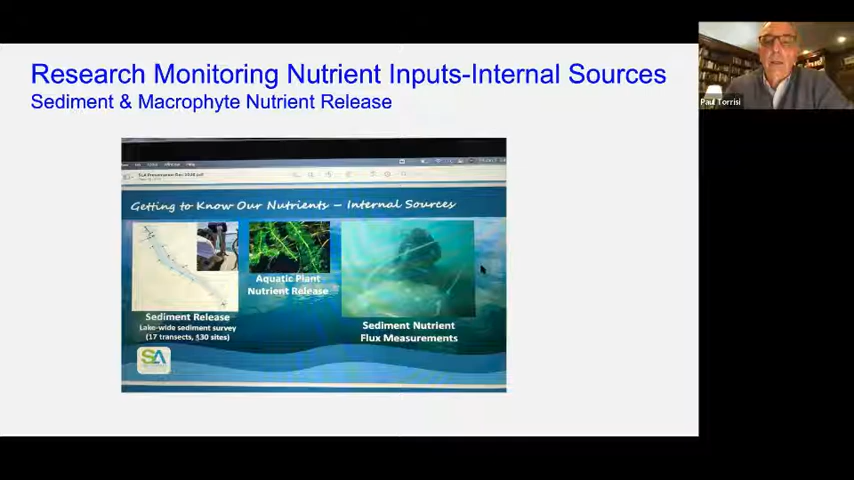 Research Monitoring Nutrient Inputs-Internal Sources
Sediment & Macrophyte Nutrient Release
Paul Torrisi
Getting to Know Our Nutrients – Internal Sources
Aquatic Plant
Nutrient Release
Sediment Release
Lake-wide sediment survey
(17 transects, 130 sites)
Sediment Nutrient
Flux Measurements
SA